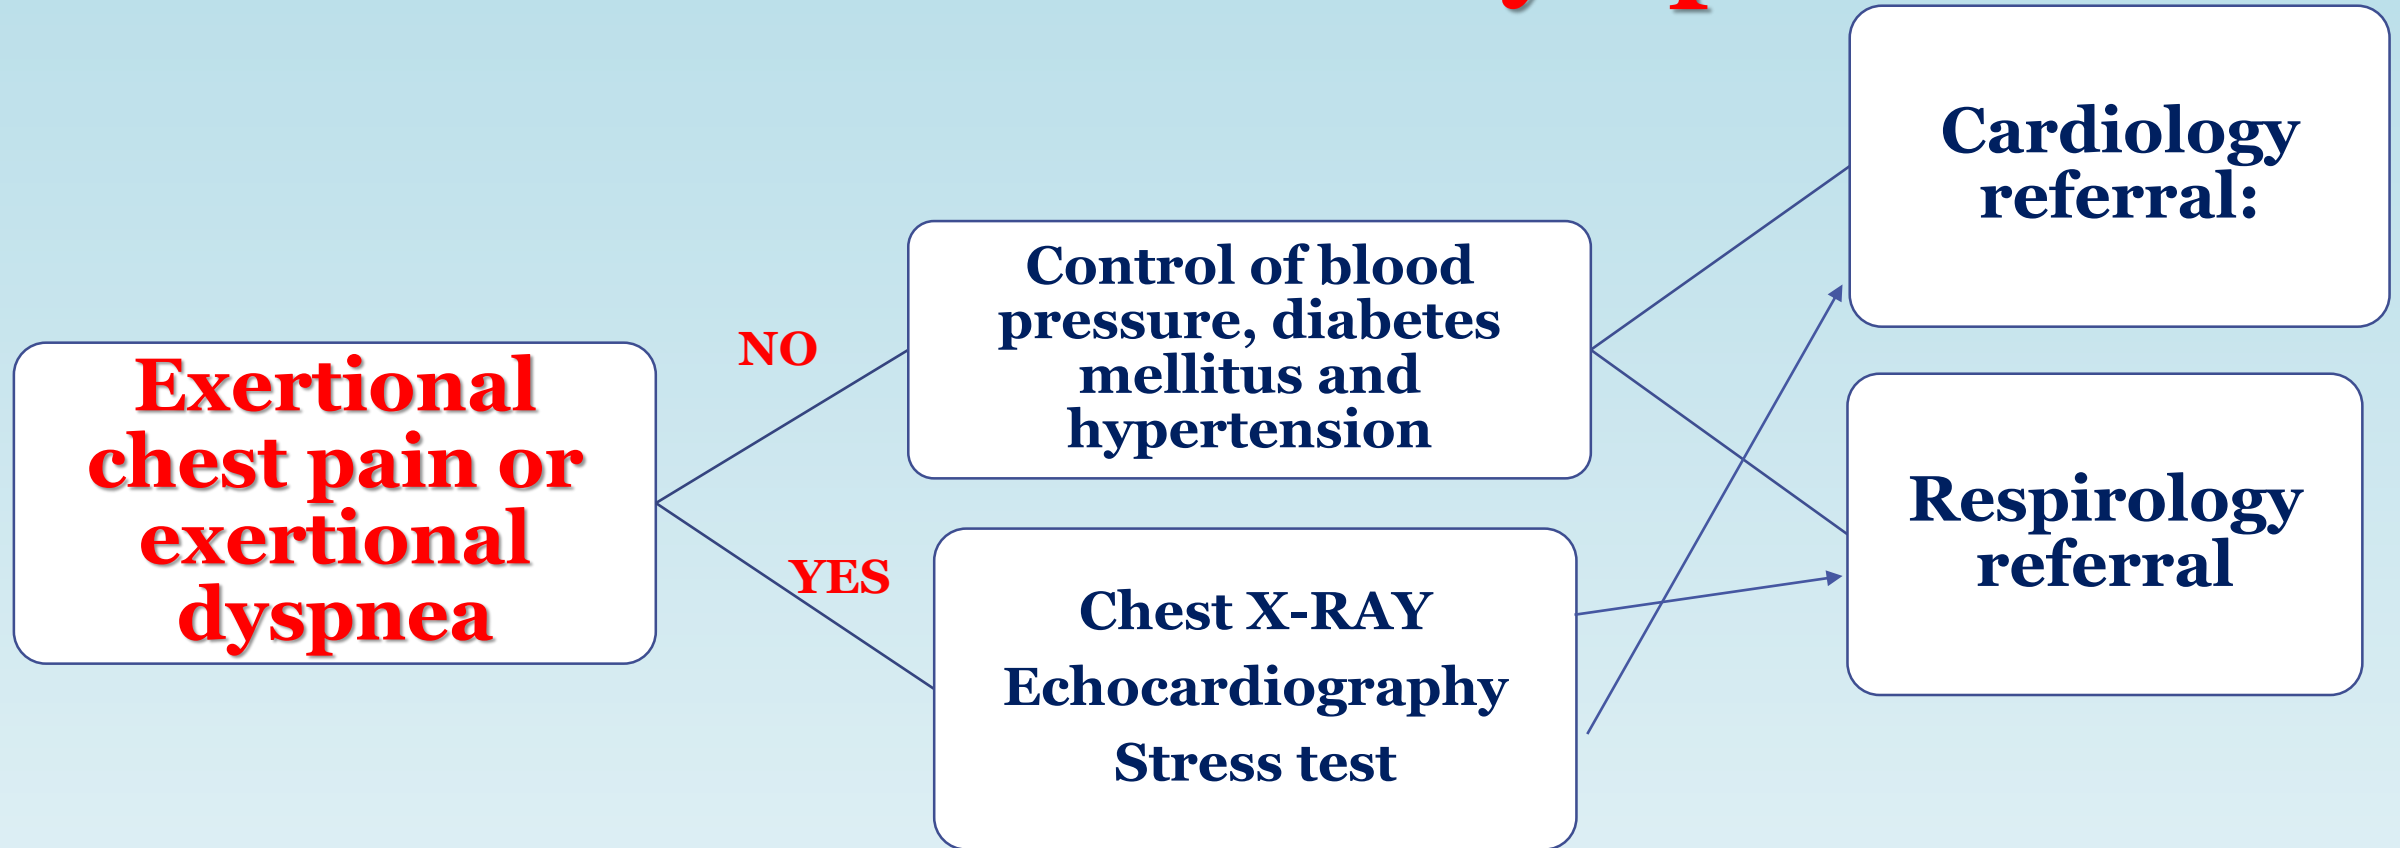 Exertional
chest pain or
exertional
dyspnea
NO
YES
Control of blood
pressure, diabetes
mellitus and
hypertension
Chest X-RAY
Echocardiography
Stress test
Cardiology
referral:
Respirology
referral